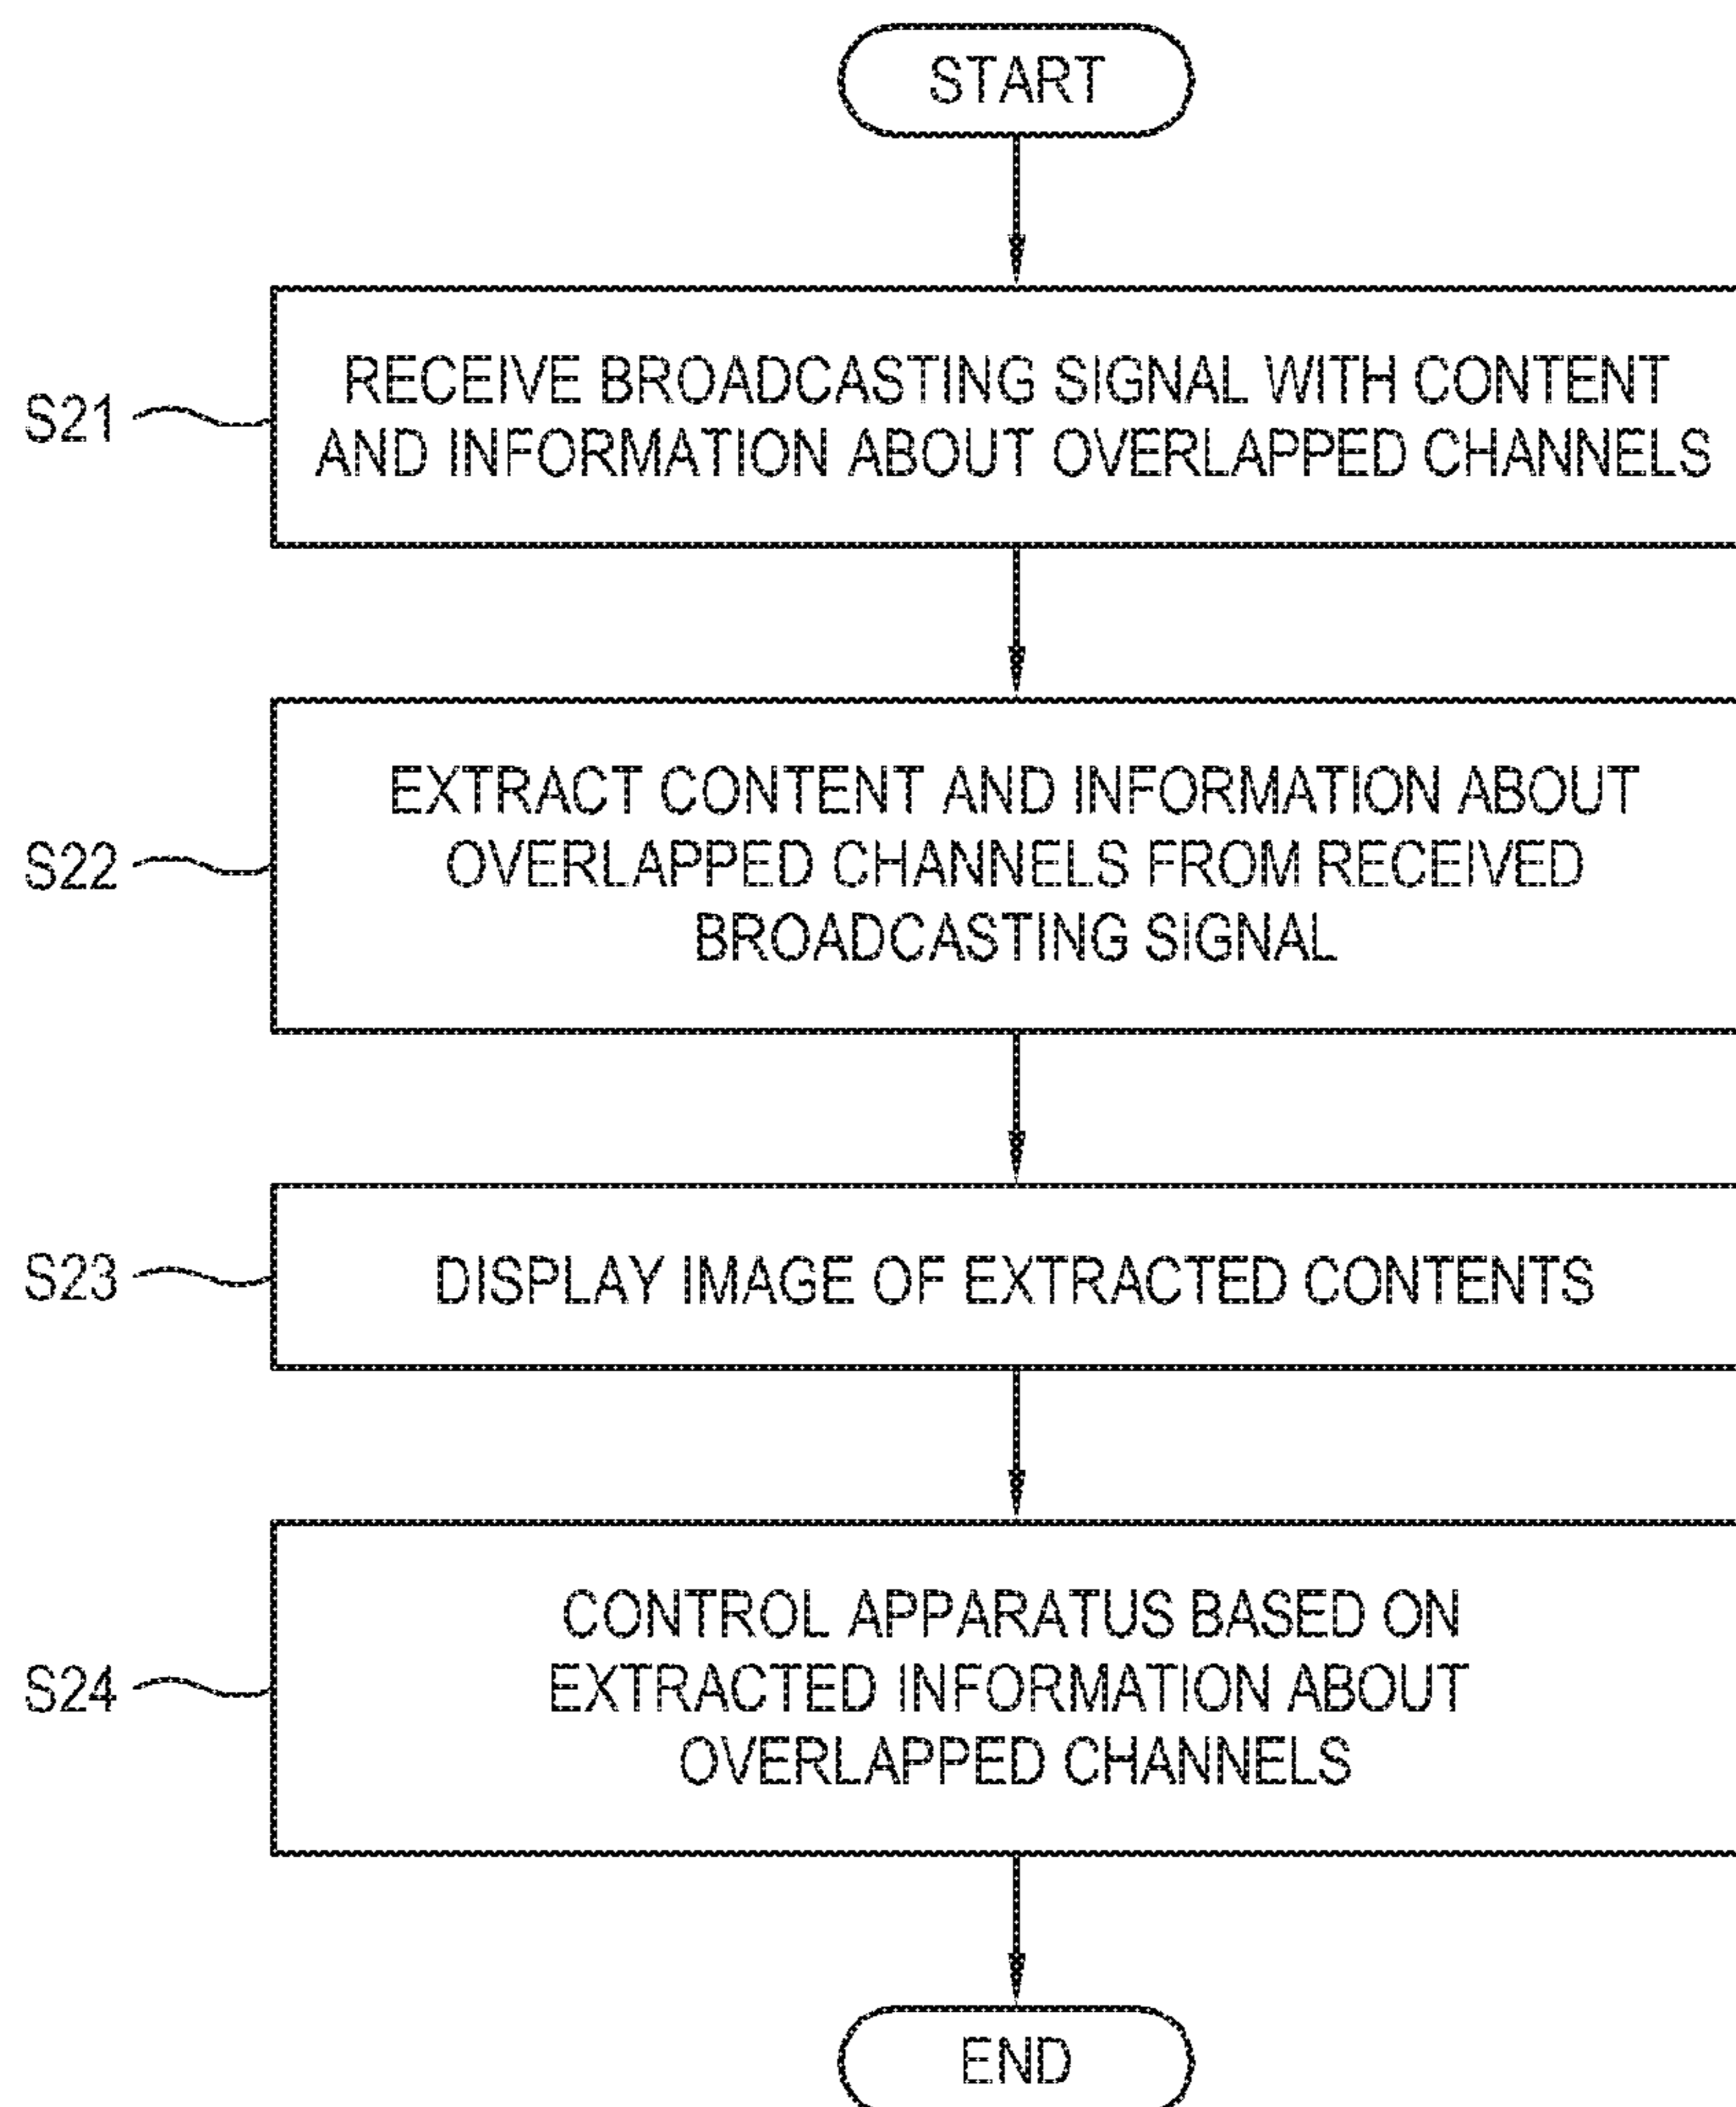 START
S21
RECEIVE BROADCASTING SIGNAL WITH CONTENT
AND INFORMATION ABOUT OVERLAPPED CHANNELS
S22
EXTRACT CONTENT AND INFORMATION ABOUT
OVERLAPPED CHANNELS FROM RECEIVED
BROADCASTING SIGNAL
S23
DISPLAY IMAGE OF EXTRACTED CONTENTS
S24
CONTROL APPARATUS BASED ON
EXTRACTED INFORMATION ABOUT
OVERLAPPED CHANNELS
END